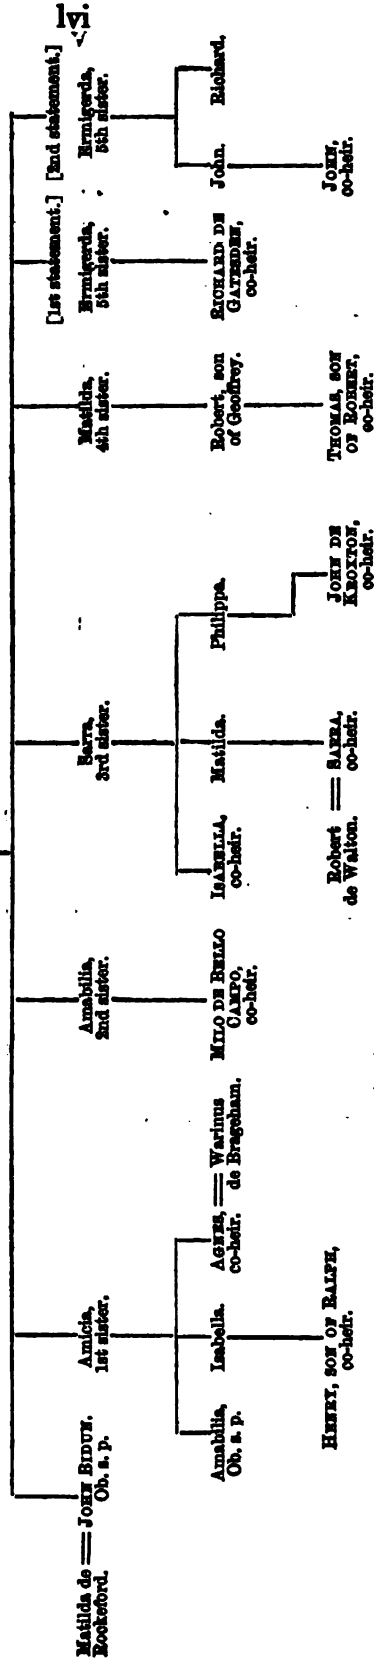 lvi
Matilda de
Rockeford.
JOHN BIDUN.
Ob. s. p.
Amicia,
1st sister.
Amabilia,
2nd sister.
Sarra,
3rd sister.
Matilda,
4th sister.
[1st statement.]
Ermigerda,
5th sister.
[2nd statement.]
Ermigerda,
5th sister.
Amabilia,
Ob. s. p.
Isabella.
AGNES,
co-heir.
Warinus
de Brageham.
MILO DE BELLO
CAMPO,
co-heir.
ISABELLA,
co-heir.
Matilda.
Philippa.
Robert, son
of Geoffrey.
RICHARD DE
GATESDEN,
co-heir.
John.
Richard.
HENRY, SON OF RALPH,
co-heir.
Robert
de Walton.
SARRA,
co-heir.
JOHN DE
KROXTON,
co-heir.
THOMAS, SON
OF ROBERT,
co-heir.
JOHN,
co-heir.